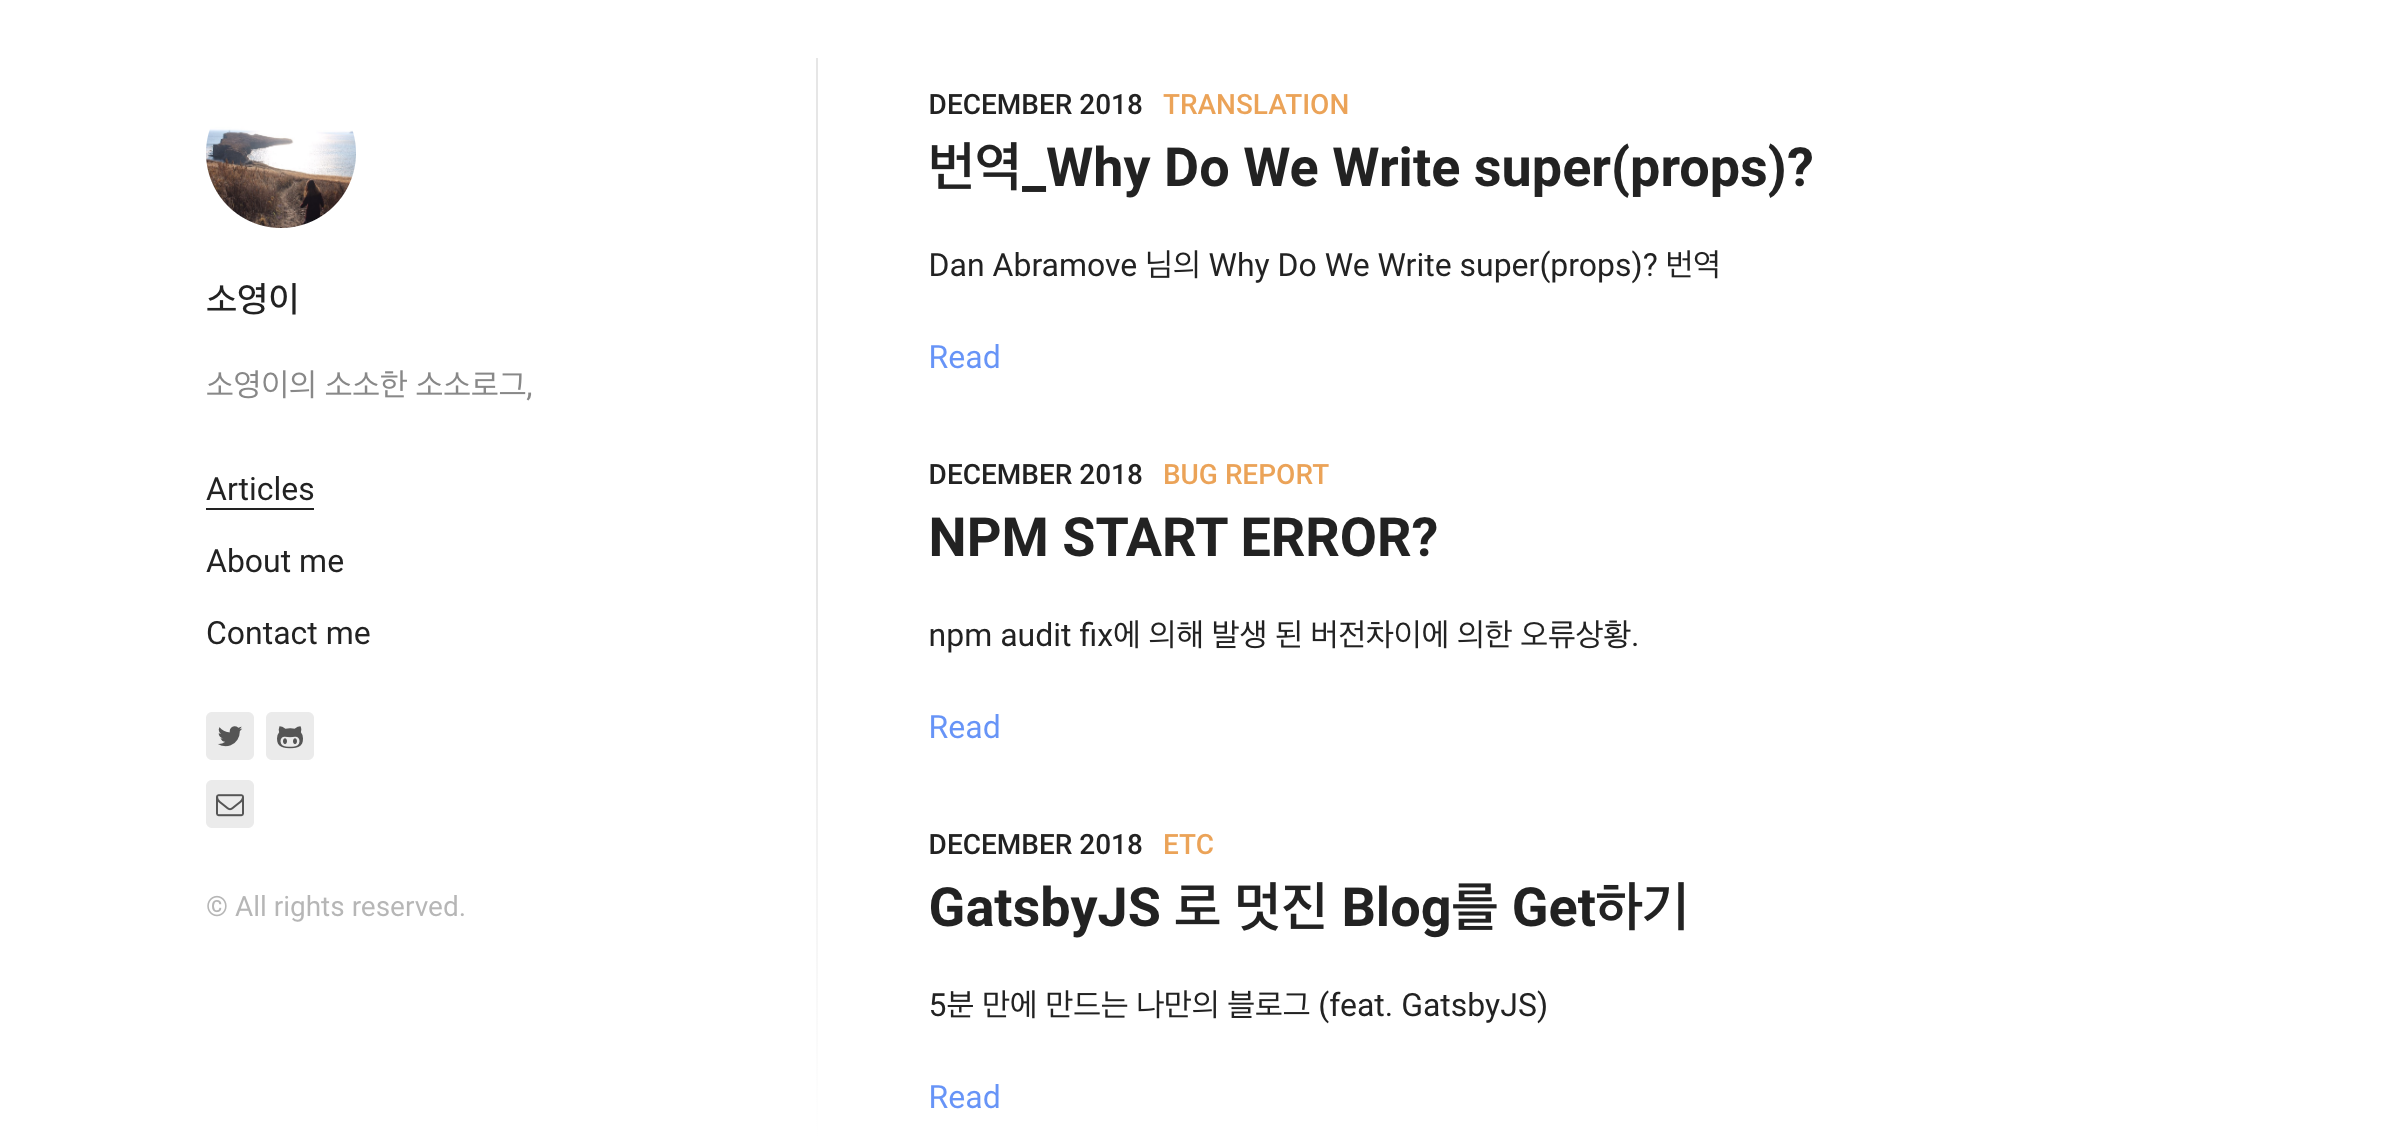 소영이
소영이의 소소한 소소로그,
Articles
About me
Contact me
© All rights reserved.
DECEMBER 2018 TRANSLATION
번역_Why Do We Write super(props)?
Dan Abramove 님의 Why Do We Write super(props)? 번역
Read
DECEMBER 2018 BUG REPORT
NPM START ERROR?
npm audit fix에 의해 발생 된 버전차이에 의한 오류상황.
Read
DECEMBER 2018 ETC
GatsbyJS 로 멋진 Blog를 Get하기
5분 만에 만드는 나만의 블로그 (feat. GatsbyJS)
Read